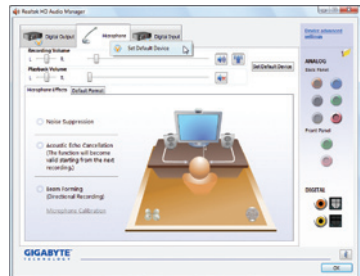 Realtek HD Audio Manager
Digital Output
Microphone
Digital Input
Set Default Device
Device advanced
settings
Recording Volume
L
R
Set Default Device
Playback Volume
L
R
ANALOG
Back Panel
Microphone Effects
Default Format
Noise Suppression
Acoustic Echo Cancellation
(The function will become
valid starting from the next
recording.)
Front Panel
Beam Forming
(Directional Recording)
Microphone Calibration
DIGITAL
GIGABYTE
TECHNOLOGY
OK